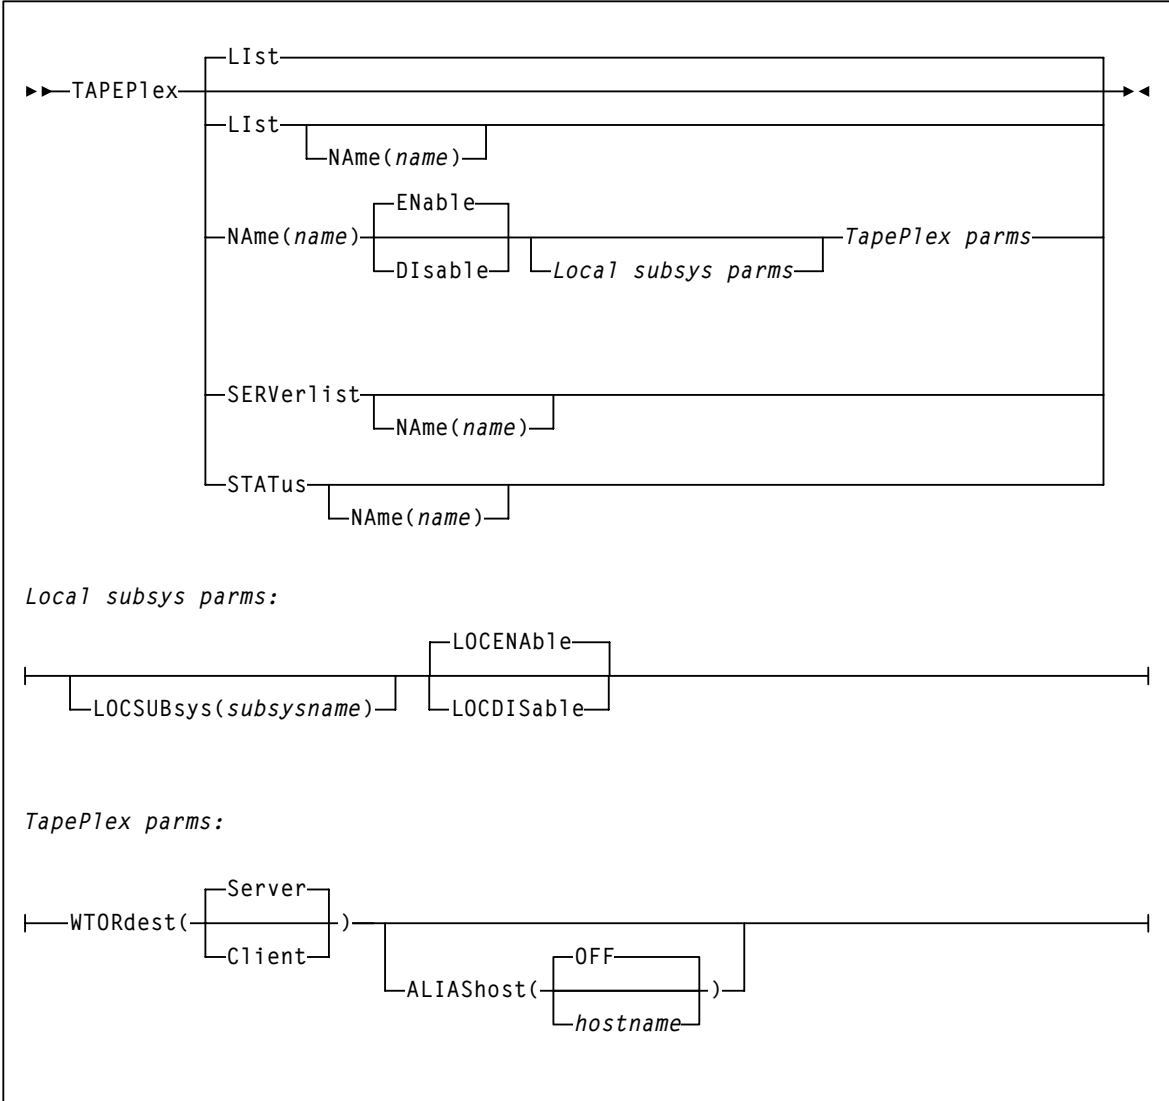 LIst
TAPEPlex
LIst
NAme(name)
ENable
NAme(name) TapePlex parms
DIsable Local subsys parms
SERVerlist
NAme(name)
STATus
NAme(name)
Local subsys parms:
LOCENAble
LOCSUBsys(subsysname) LOCDISable
TapePlex parms:
Server
WTORdest( )
Client OFF
ALIAShost( )
hostname